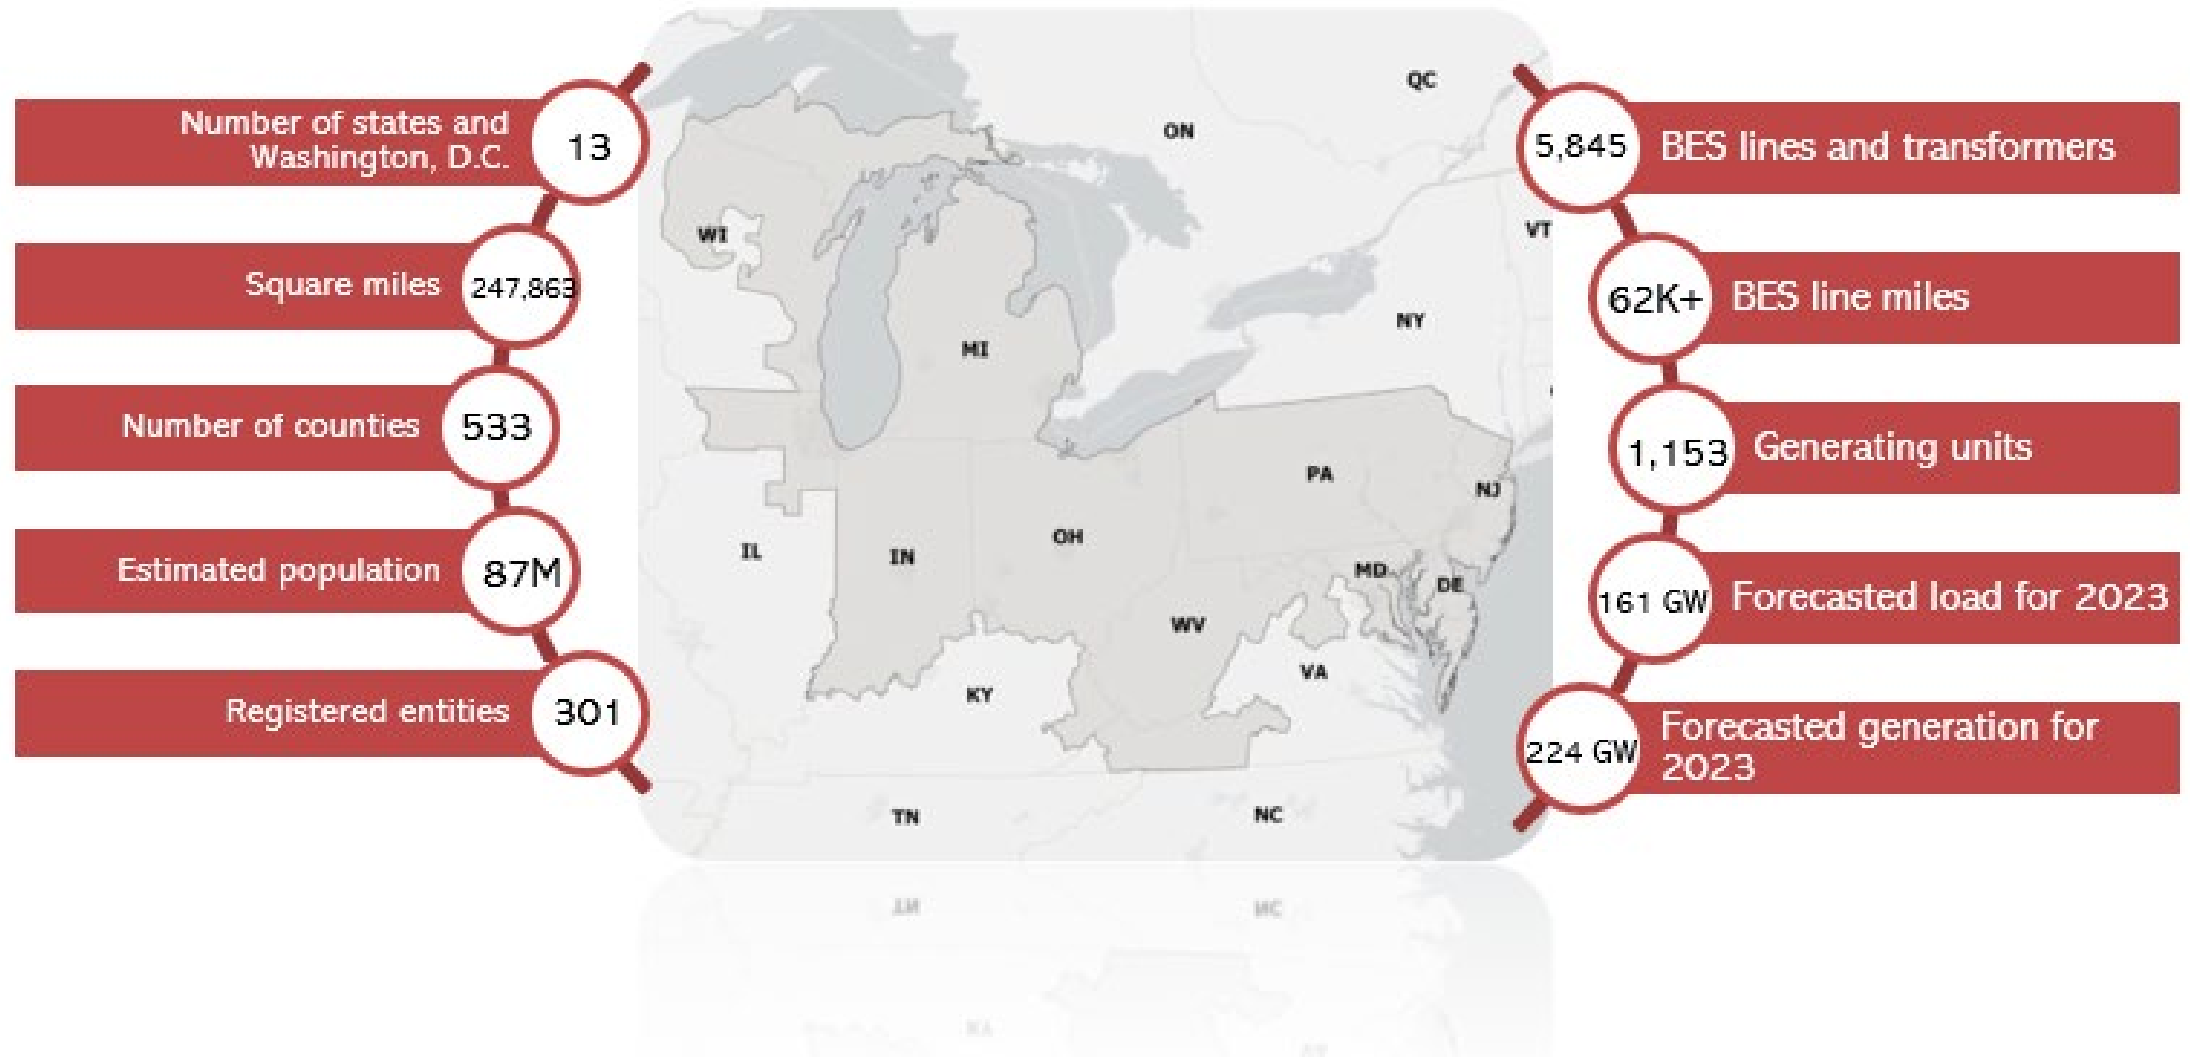 Number of states and
Washington, D.C.
13
Square miles
247,863
Number of counties
533
Estimated population
87M
Registered entities
301
QC
ON
VT
WI
NY
MI
PA
NJ
IL
IN
OH
MD
DE
WV
VA
KY
TN
NC
5,845
BES lines and transformers
62K+
BES line miles
1,153
Generating units
161 GW
Forecasted load for 2023
224 GW
Forecasted generation for
2023
TN
NC
KY